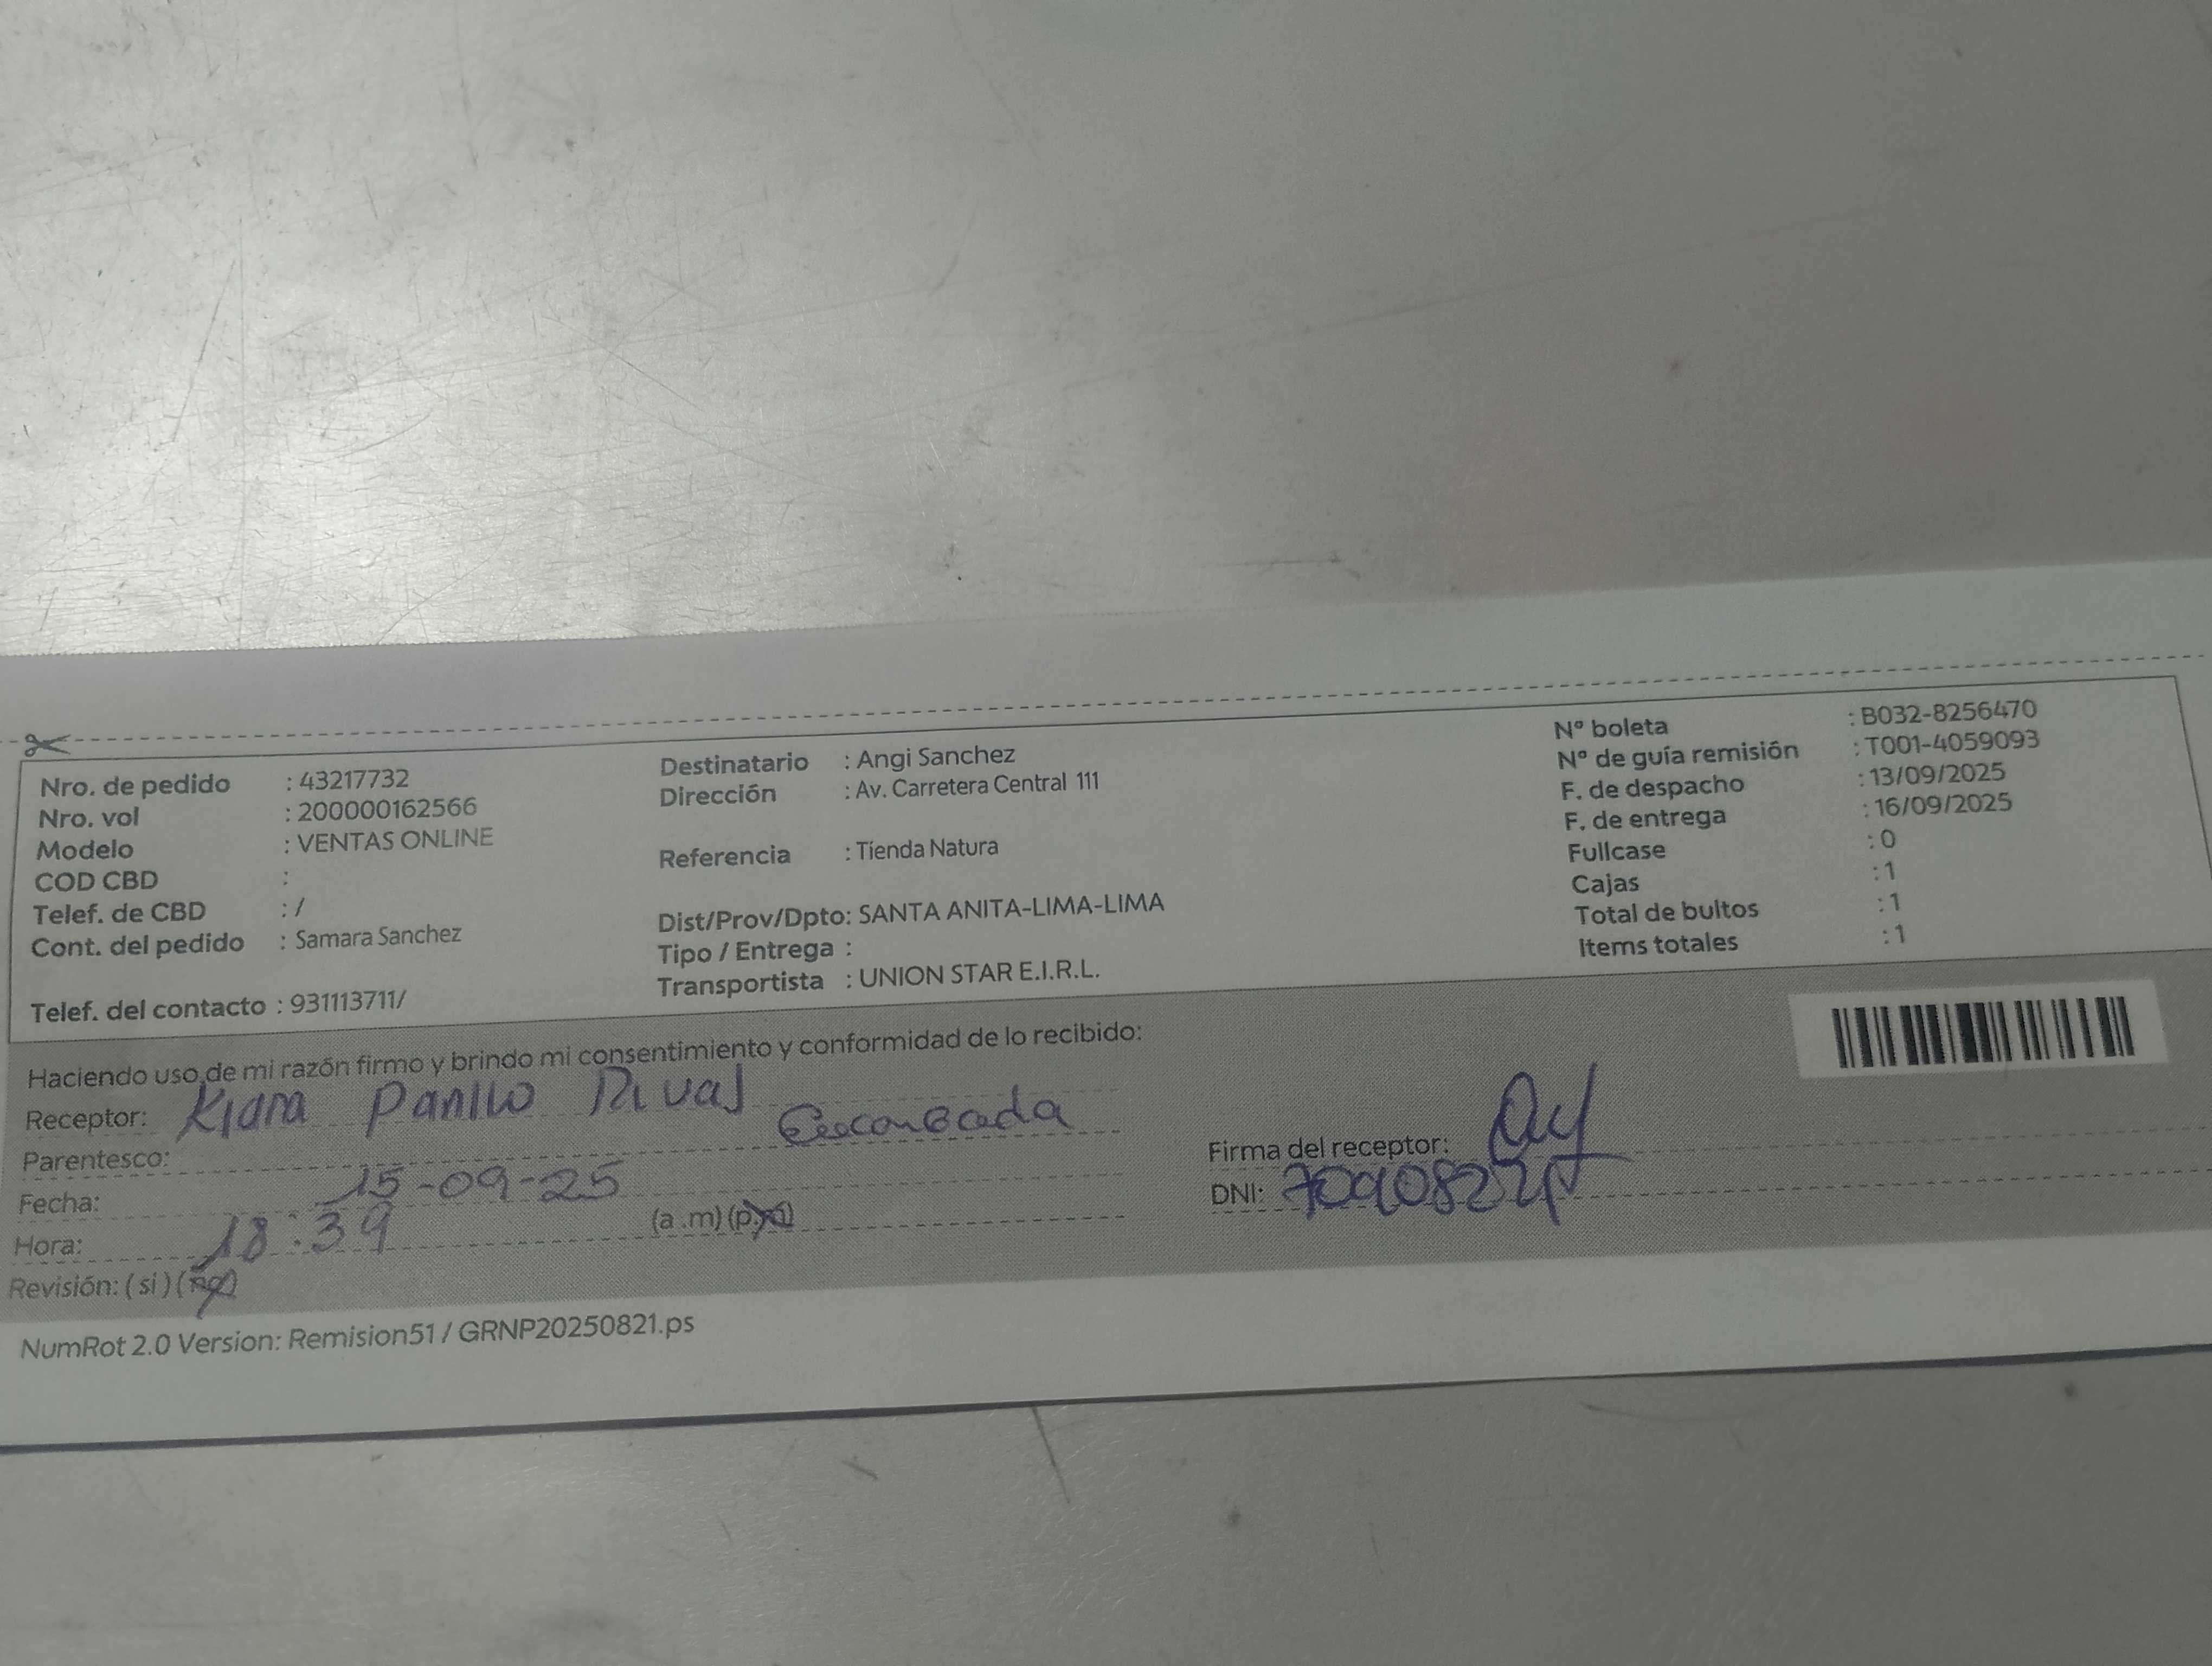 Nro. de pedido : 43217732
Nro. vol : 200000162566
Modelo : VENTAS ONLINE
COD CBD :
Telef. de CBD : /
Cont. del pedido : Samara Sanchez
Telef. del contacto : 931113711/
Destinatario : Angi Sanchez
Dirección : Av. Carretera Central 111
Referencia : Tienda Natura
Dist/Prov/Dpto: SANTA ANITA-LIMA-LIMA
Tipo / Entrega :
Transportista : UNION STAR E.I.R.L.
Nº boleta : B032-8256470
Nº de guía remisión : T001-4059093
F. de despacho : 13/09/2025
F. de entrega : 16/09/2025
Fullcase : 0
Cajas : 1
Total de bultos : 1
Items totales : 1
Haciendo uso de mi razón firmo y brindo mi consentimiento y conformidad de lo recibido:
Receptor: Kiara
Parentesco:
Fecha: 15-09-25
Hora: 18:39 (a .m) (p.m)
Revisión: (si) (no)
Firma del receptor:
DNI:
NumRot 2.0 Version: Remision51 / GRNP20250821.ps